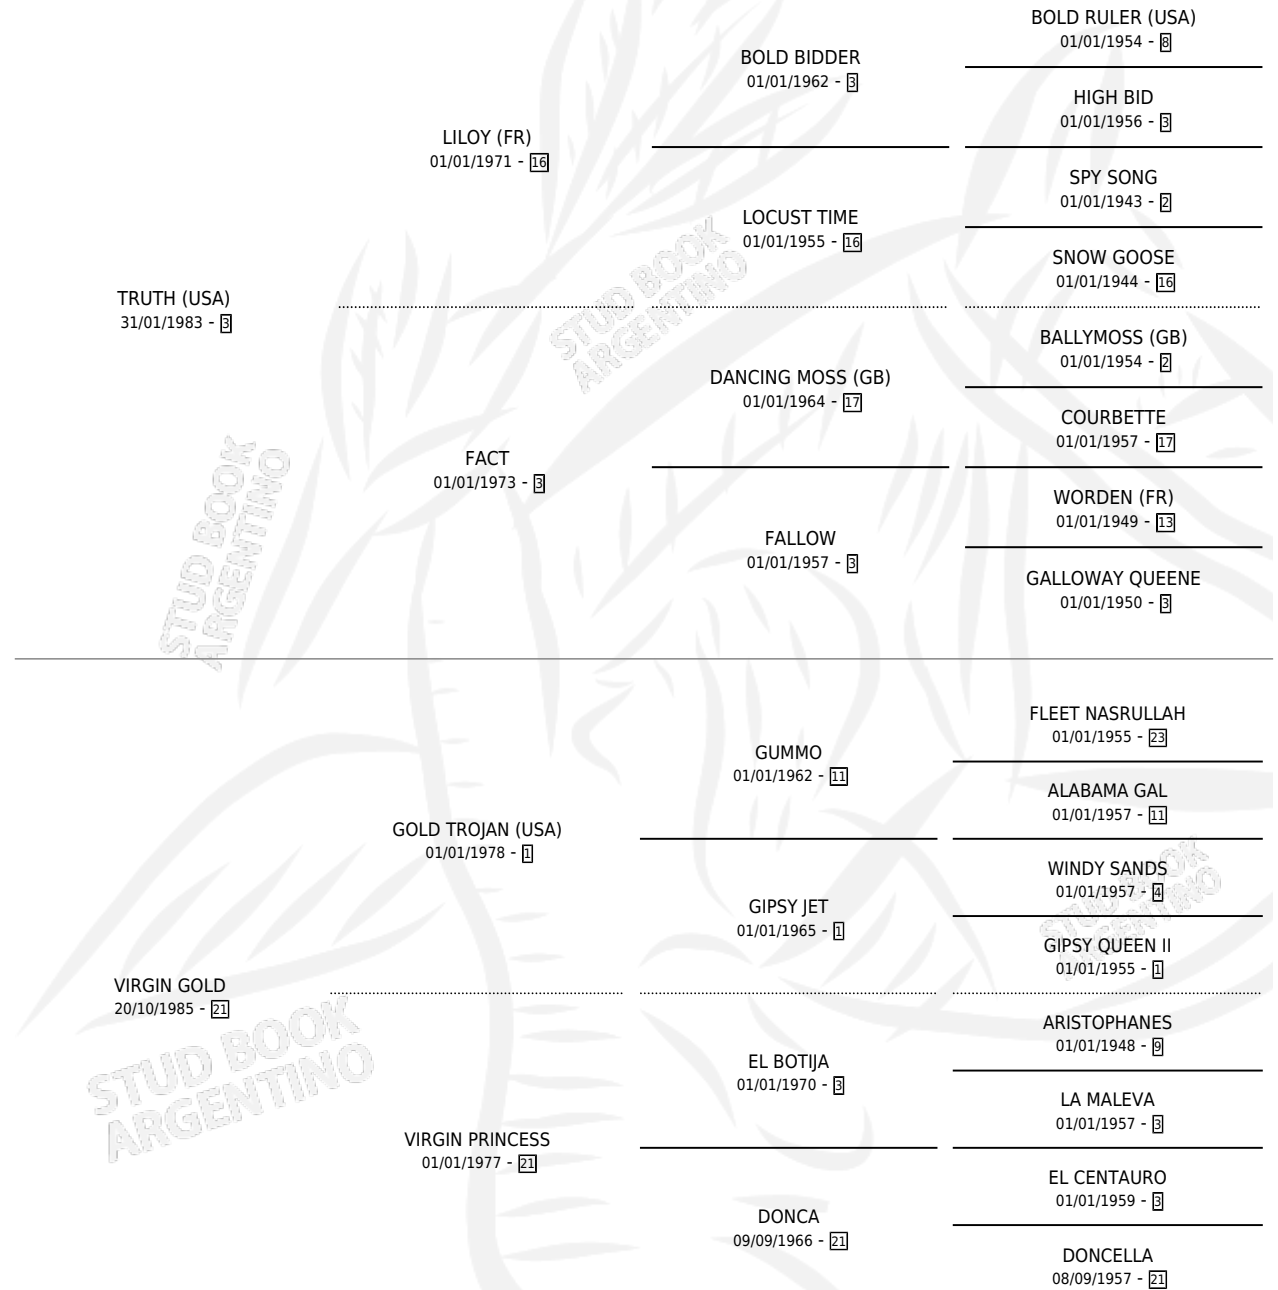 BOLD RULER (USA)
01/01/1954 - 8
BOLD BIDDER
01/01/1962 - 3
HIGH BID
01/01/1956 - 3
LILOY (FR)
01/01/1971 - 16
SPY SONG
01/01/1943 - 2
LOCUST TIME
01/01/1955 - 16
SNOW GOOSE
01/01/1944 - 16
TRUTH (USA)
31/01/1983 - 3
STUD BOOK
ARGENTINO
BALLYMOSS (GB)
01/01/1954 - 2
DANCING MOSS (GB)
01/01/1964 - 17
COURBETTE
01/01/1957 - 17
FACT
01/01/1973 - 3
WORDEN (FR)
01/01/1949 - 13
FALLOW
01/01/1957 - 3
GALLOWAY QUEENE
01/01/1950 - 3
STUD BOOK
ARGENTINO
FLEET NASRULLAH
01/01/1955 - 23
GUMMO
01/01/1962 - 11
ALABAMA GAL
01/01/1957 - 11
GOLD TROJAN (USA)
01/01/1978 - 1
WINDY SANDS
01/01/1957 - 4
GIPSY JET
01/01/1965 - 1
STUD BOOK
ARGENTINO
GIPSY QUEEN II
01/01/1955 - 1
VIRGIN GOLD
20/10/1985 - 21
ARISTOPHANES
01/01/1948 - 9
EL BOTIJA
01/01/1970 - 3
STUD BOOK
ARGENTINO
LA MALEVA
01/01/1957 - 3
VIRGIN PRINCESS
01/01/1977 - 21
EL CENTAURO
01/01/1959 - 3
DONCA
09/09/1966 - 21
DONCELLA
08/09/1957 - 21